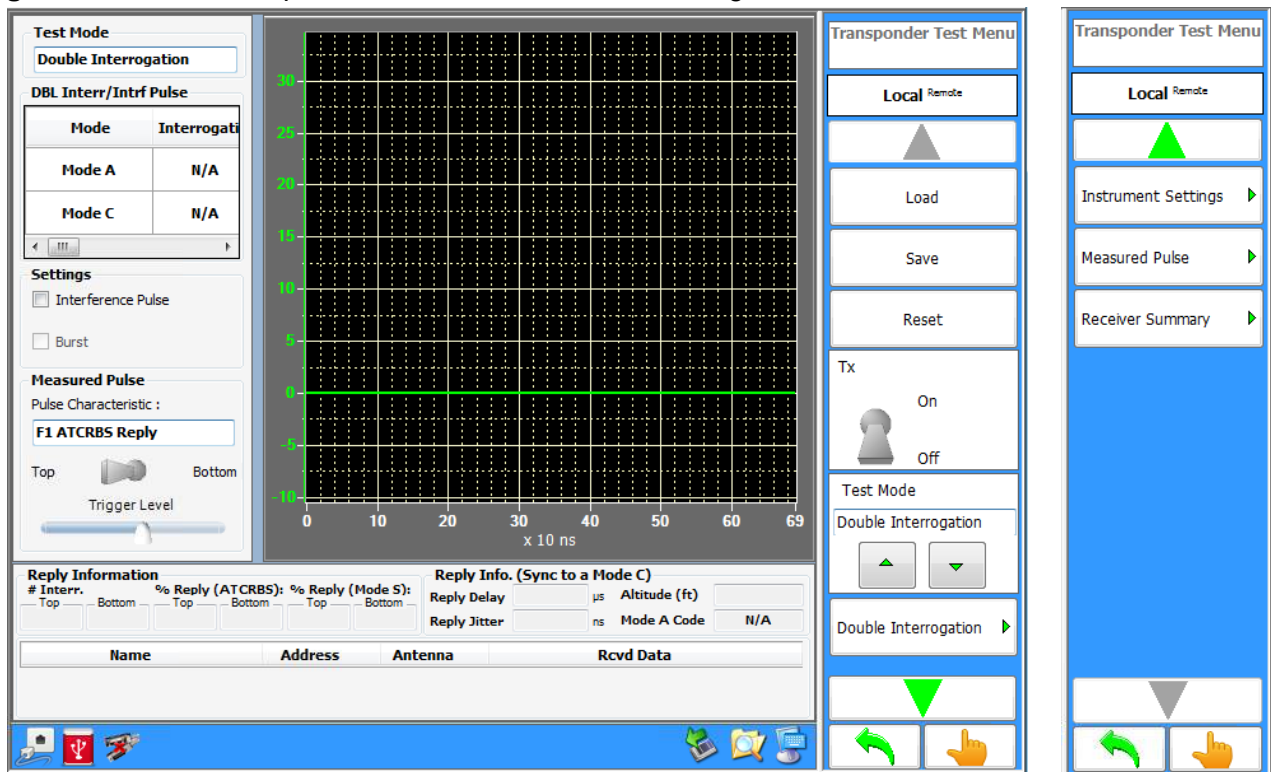 Test Mode
Double Interrogation
DBL Interr/Intrf Pulse
Mode Interrogati
Mode A N/A
Mode C N/A
Settings
Interference Pulse
Burst
Measured Pulse
Pulse Characteristic :
F1 ATCRBS Reply
Top Bottom
Trigger Level
30
25
20
15
10
5
0
-5
-10
0 10 20 30 40 50 60 69
x 10 ns
Reply Information
# Interr. % Reply (ATCRBS): % Reply (Mode S):
Top Bottom Top Bottom Top Bottom
Reply Info. (Sync to a Mode C)
Reply Delay µs Altitude (ft)
Reply Jitter ns Mode A Code N/A
Name Address Antenna Rcvd Data
Transponder Test Menu
Local Remote
Load
Save
Reset
Tx
On
Off
Test Mode
Double Interrogation
Double Interrogation
Transponder Test Menu
Local Remote
Instrument Settings
Measured Pulse
Receiver Summary